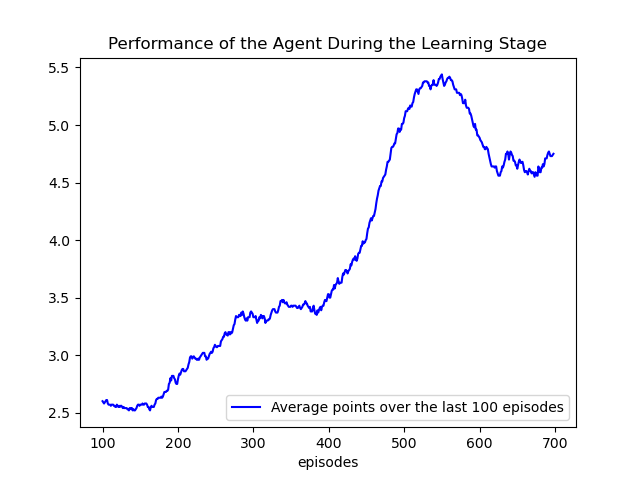 Performance of the Agent During the Learning Stage
5.5
5.0
4.5
4.0
3.5
3.0
2.5
Average points over the last 100 episodes
100 200 300 400 500 600 700
episodes